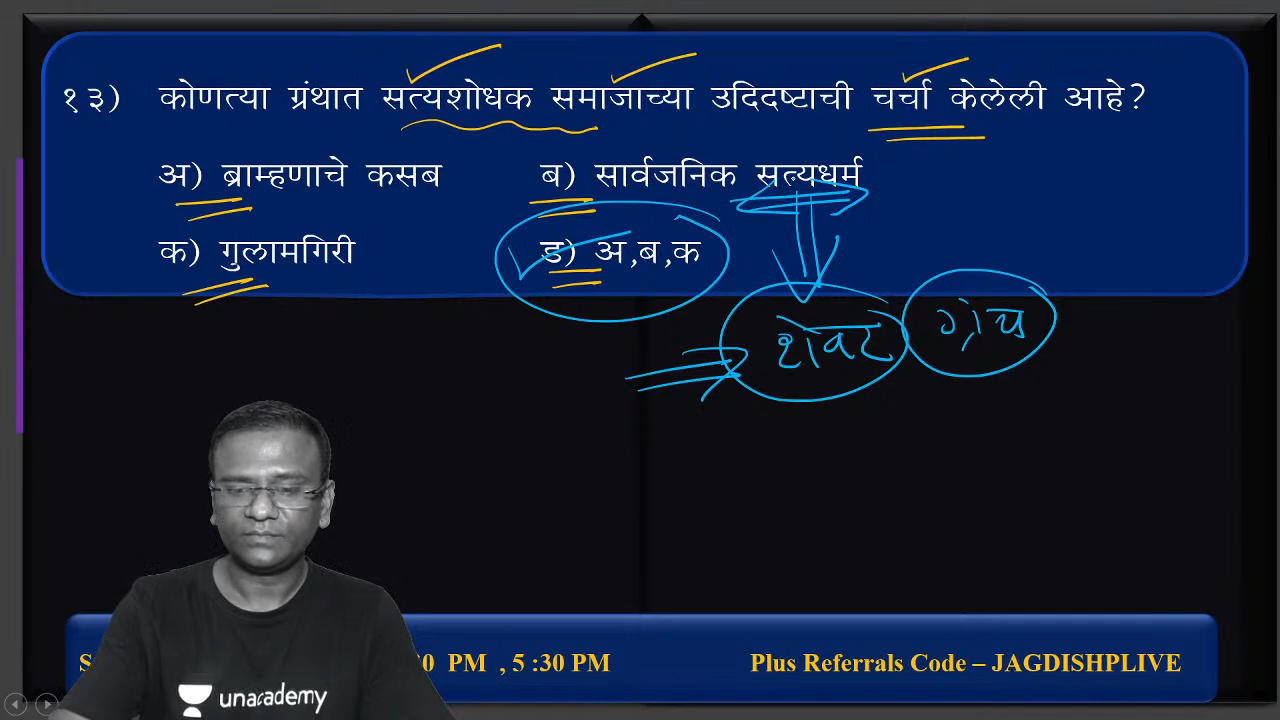 १३) कोणत्या ग्रंथात सत्यशोधक समाजाच्या उदिदष्टाची चर्चा केलेली आहे?
अ) ब्राम्हणाचे कसब ब) सार्वजनिक सत्यधर्म
क) गुलामगिरी ड) अ,ब,क
शेवट ग्रंथ
PM , 5 :30 PM Plus Referrals Code – JAGDISHPLIVE
unacademy